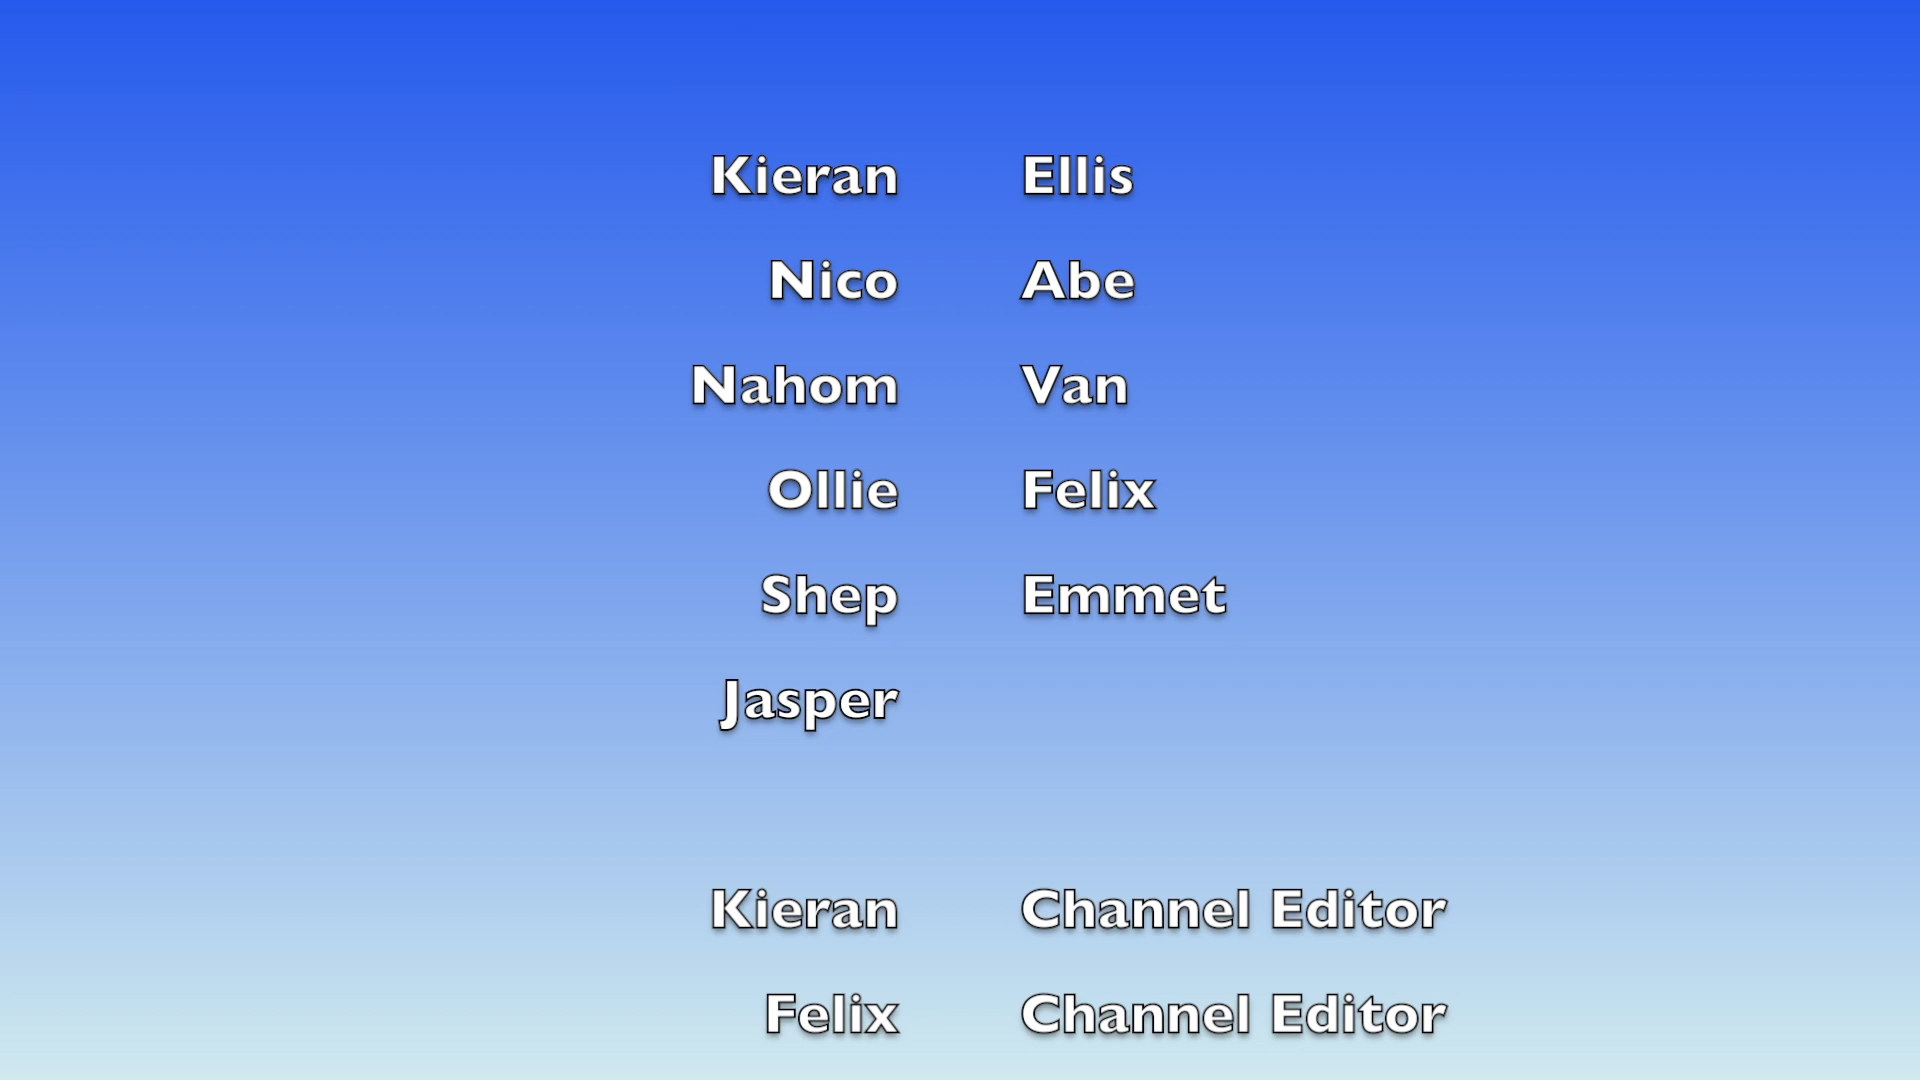 Kieran Ellis
Nico Abe
Nahom Van
Ollie Felix
Shep Emmet
Jasper
Kieran Channel Editor
Felix Channel Editor